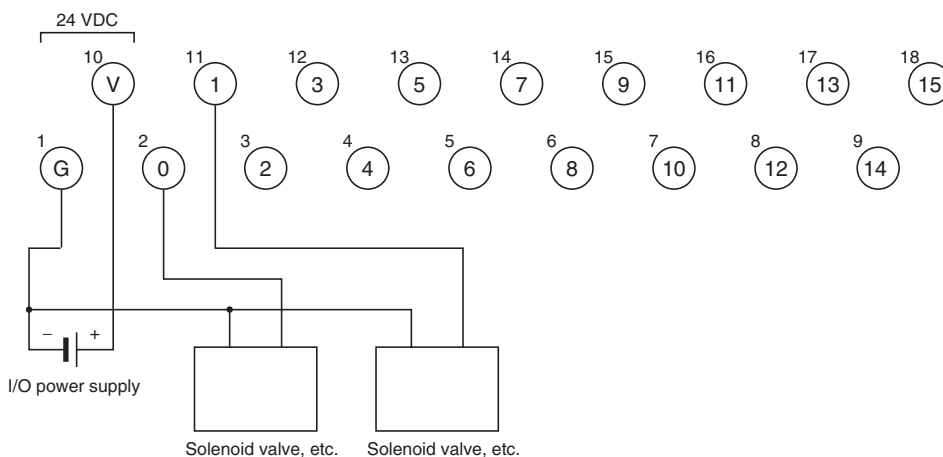 24 VDC
10 11 12 13 14 15 16 17 18
V 1 3 5 7 9 11 13 15
1 2 3 4 5 6 7 8 9
G 0 2 4 6 8 10 12 14
− +
I/O power supply
Solenoid valve, etc. Solenoid valve, etc.